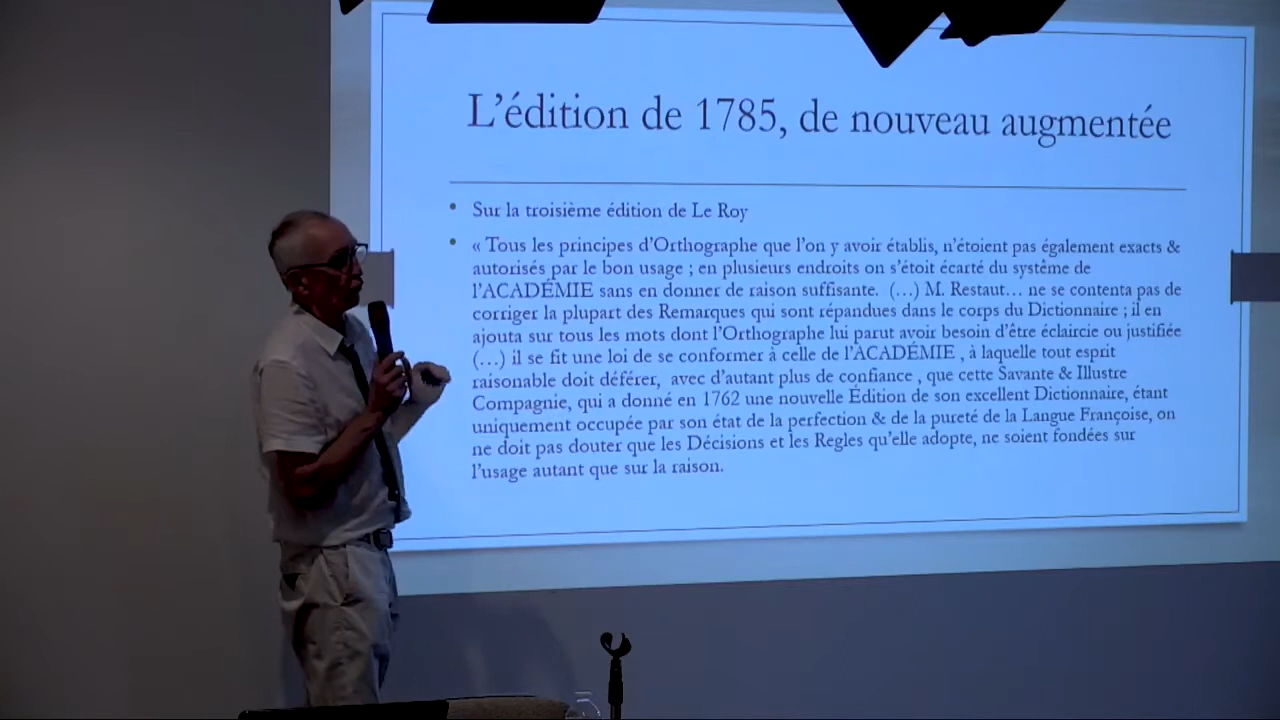 L'édition de 1785, de nouveau augmentée
• Sur la troisième édition de Le Roy
• « Tous les principes d'Orthographe que l'on y avoir établis, n'étoient pas également exacts &
autorisés par le bon usage ; en plusieurs endroits on s'étoit écarté du système de
l'ACADÉMIE sans en donner de raison suffisante. (…) M. Restaut… ne se contenta pas de
corriger la plupart des Remarques qui sont répandues dans le corps du Dictionnaire ; il en
ajouta sur tous les mots dont l'Orthographe lui parut avoir besoin d'être éclaircie ou justifiée
(…) il se fit une loi de se conformer à celle de l'ACADÉMIE , à laquelle tout esprit
raisonable doit déférer, avec d'autant plus de confiance , que cette Savante & Illustre
Compagnie, qui a donné en 1762 une nouvelle Édition de son excellent Dictionnaire, étant
uniquement occupée par son état de la perfection & de la pureté de la Langue Françoise, on
ne doit pas douter que les Décisions et les Regles qu'elle adopte, ne soient fondées sur
l'usage autant que sur la raison.